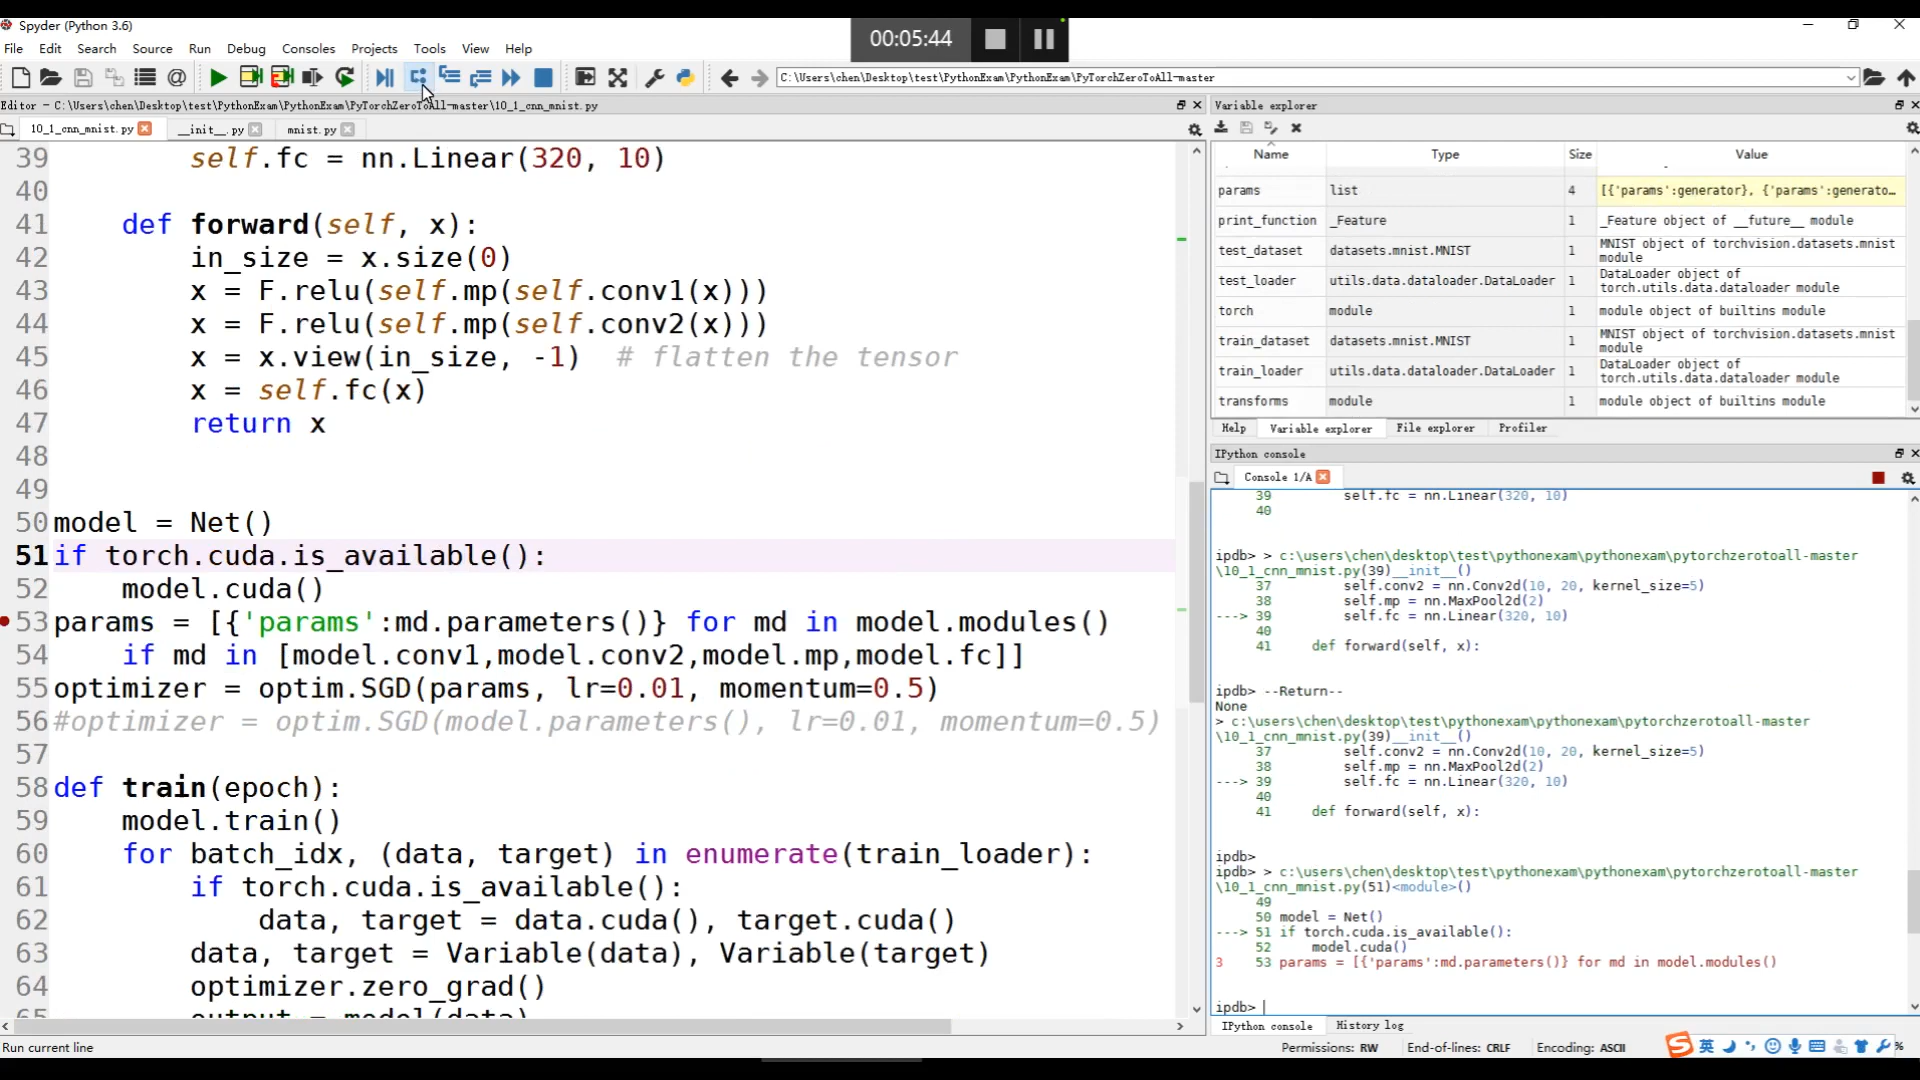 Spyder (Python 3.6)
File Edit Search Source Run Debug Consoles Projects Tools View Help
00:05:44
C:\Users\chen\Desktop\test\PythonExam\PythonExam\PyTorchZeroToAll-master
Editor - C:\Users\chen\Desktop\test\PythonExam\PythonExam\PyTorchZeroToAll-master\10_1_cnn_mnist.py
10_1_cnn_mnist.py __init__.py mnist.py
39 self.fc = nn.Linear(320, 10)
40
41 def forward(self, x):
42 in_size = x.size(0)
43 x = F.relu(self.mp(self.conv1(x)))
44 x = F.relu(self.mp(self.conv2(x)))
45 x = x.view(in_size, -1)  # flatten the tensor
46 x = self.fc(x)
47 return x
48
49
50 model = Net()
51 if torch.cuda.is_available():
52 model.cuda()
53 params = [{'params':md.parameters()} for md in model.modules()
54 if md in [model.conv1,model.conv2,model.mp,model.fc]]
55 optimizer = optim.SGD(params, lr=0.01, momentum=0.5)
56 #optimizer = optim.SGD(model.parameters(), lr=0.01, momentum=0.5)
57
58 def train(epoch):
59 model.train()
60 for batch_idx, (data, target) in enumerate(train_loader):
61 if torch.cuda.is_available():
62 data, target = data.cuda(), target.cuda()
63 data, target = Variable(data), Variable(target)
64 optimizer.zero_grad()
65 output = model(data)
Variable explorer
Name Type Size Value
params list 4 [{'params':generator}, {'params':generato…
print_function _Feature 1 _Feature object of __future__ module
test_dataset datasets.mnist.MNIST 1 MNIST object of torchvision.datasets.mnist
module
test_loader utils.data.dataloader.DataLoader 1 DataLoader object of
torch.utils.data.dataloader module
torch module 1 module object of builtins module
train_dataset datasets.mnist.MNIST 1 MNIST object of torchvision.datasets.mnist
module
train_loader utils.data.dataloader.DataLoader 1 DataLoader object of
torch.utils.data.dataloader module
transforms module 1 module object of builtins module
Help Variable explorer File explorer Profiler
IPython console
Console 1/A
39 self.fc = nn.Linear(320, 10)
40
ipdb> > c:\users\chen\desktop\test\pythonexam\pythonexam\pytorchzerotoall-master
\10_1_cnn_mnist.py(39)__init__()
37 self.conv2 = nn.Conv2d(10, 20, kernel_size=5)
38 self.mp = nn.MaxPool2d(2)
---> 39 self.fc = nn.Linear(320, 10)
40
41 def forward(self, x):
ipdb> --Return--
None
> c:\users\chen\desktop\test\pythonexam\pythonexam\pytorchzerotoall-master
\10_1_cnn_mnist.py(39)__init__()
37 self.conv2 = nn.Conv2d(10, 20, kernel_size=5)
38 self.mp = nn.MaxPool2d(2)
---> 39 self.fc = nn.Linear(320, 10)
40
41 def forward(self, x):
ipdb>
ipdb> > c:\users\chen\desktop\test\pythonexam\pythonexam\pytorchzerotoall-master
\10_1_cnn_mnist.py(51)<module>()
49
50 model = Net()
---> 51 if torch.cuda.is_available():
52 model.cuda()
3 53 params = [{'params':md.parameters()} for md in model.modules()
ipdb>
IPython console History log
Run current line
Permissions: RW End-of-lines: CRLF Encoding: ASCII
英
%